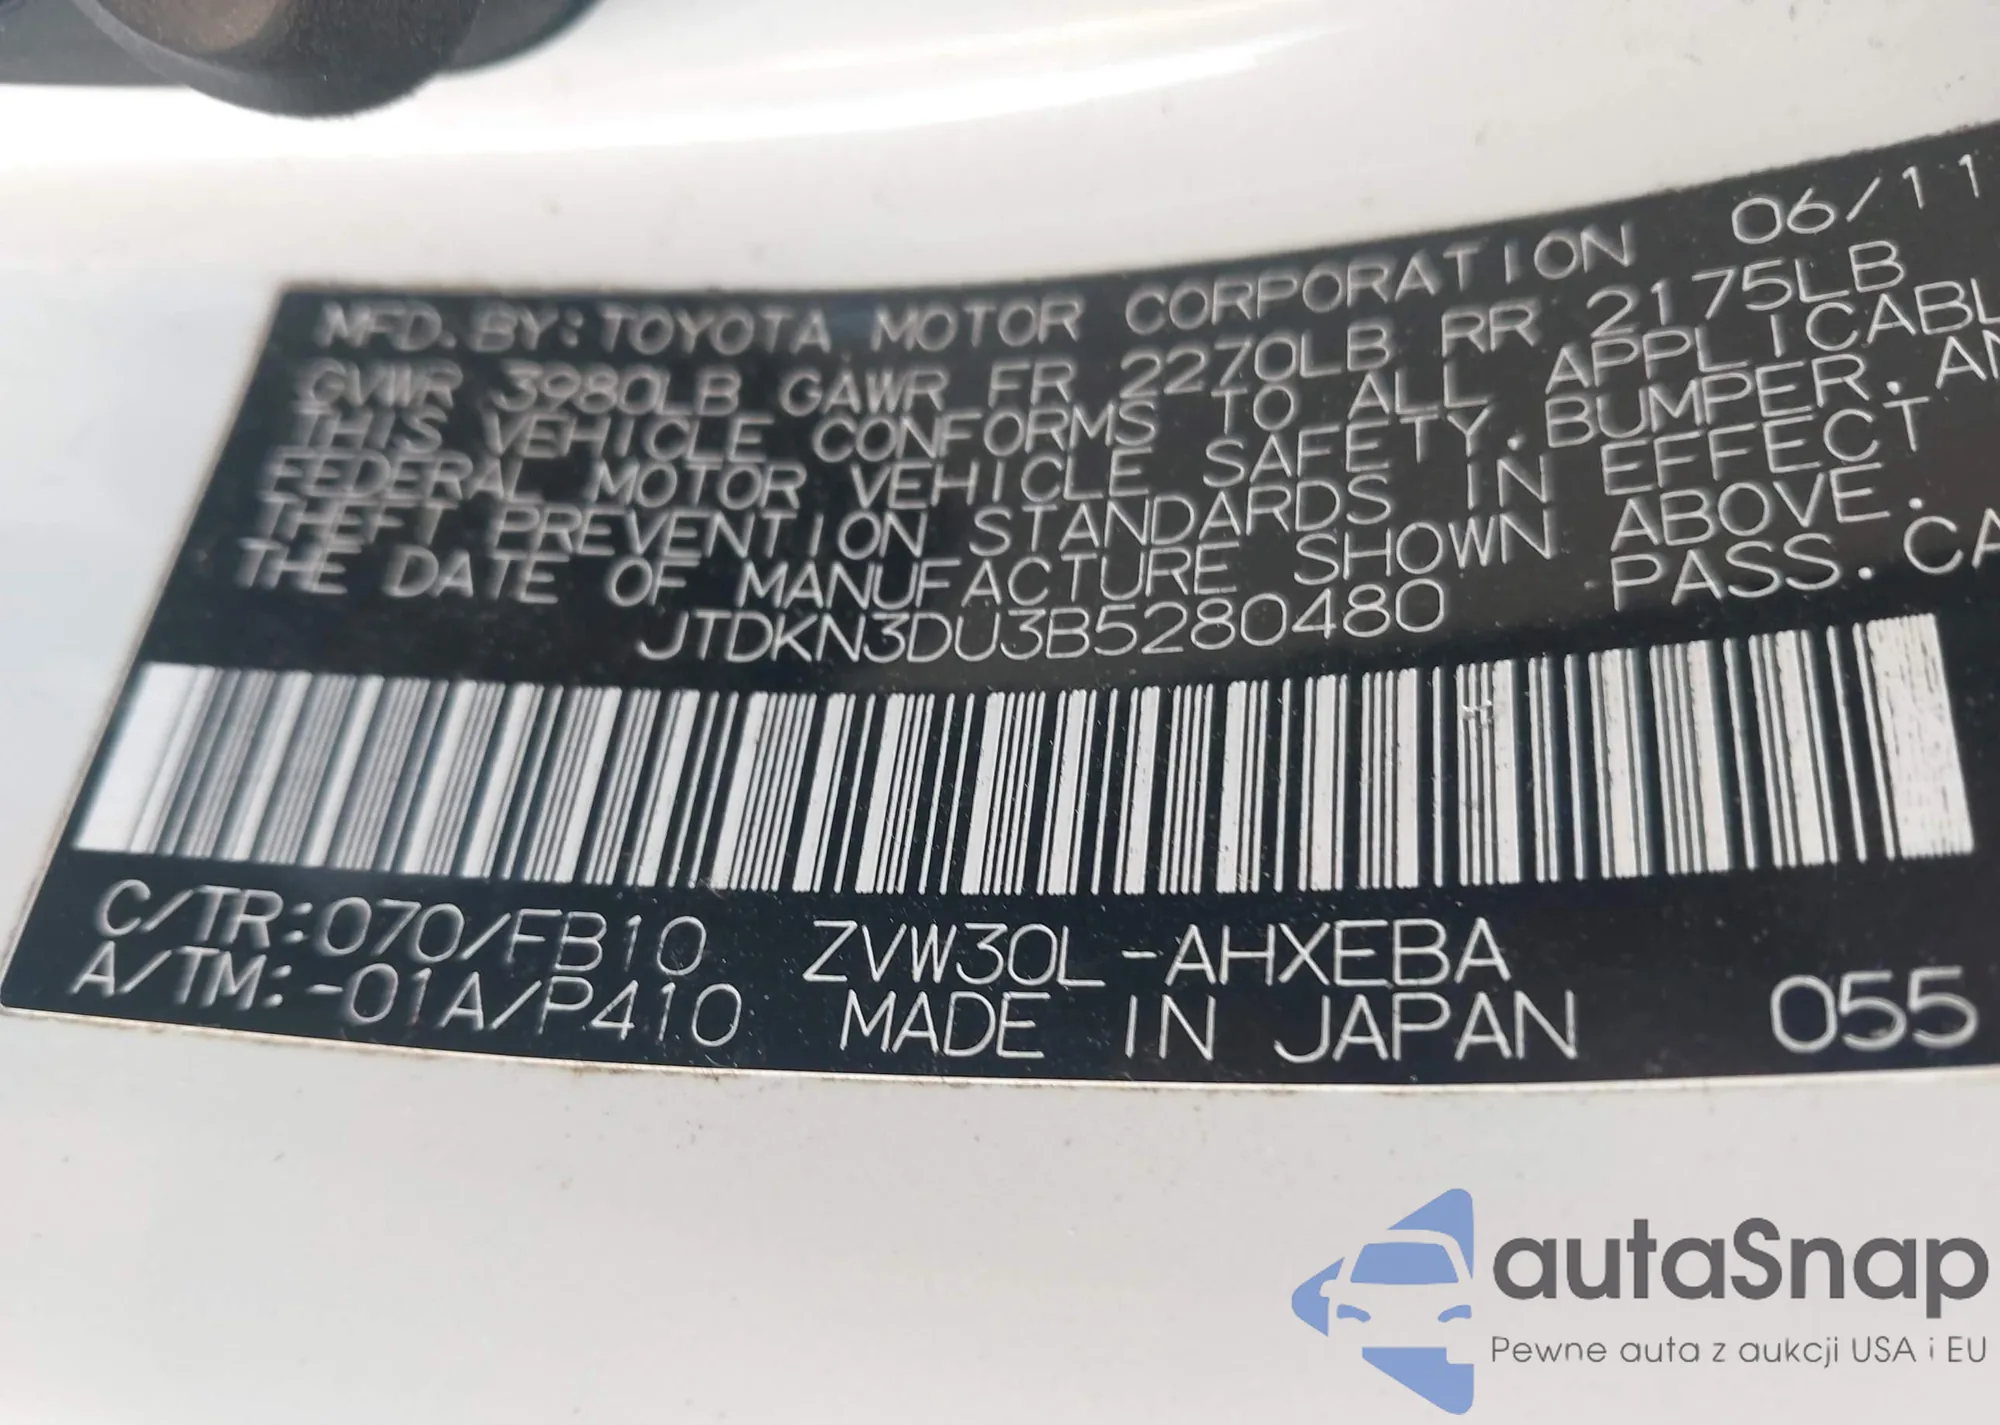 MFD. BY: TOYOTA MOTOR CORPORATION 06/11
GVWR 3980LB GAWR FR 2270LB RR 2175LB
THIS VEHICLE CONFORMS TO ALL APPLICABL
FEDERAL MOTOR VEHICLE SAFETY, BUMPER, AN
THEFT PREVENTION STANDARDS IN EFFECT
THE DATE OF MANUFACTURE SHOWN ABOVE.
JTDKN3DU3B5280480 PASS. CA
C/TR:070/FB10 ZVW30L-AHXEBA
A/TM:-01A/P410 MADE IN JAPAN 055
autaSnap
Pewne auta z aukcji USA i EU